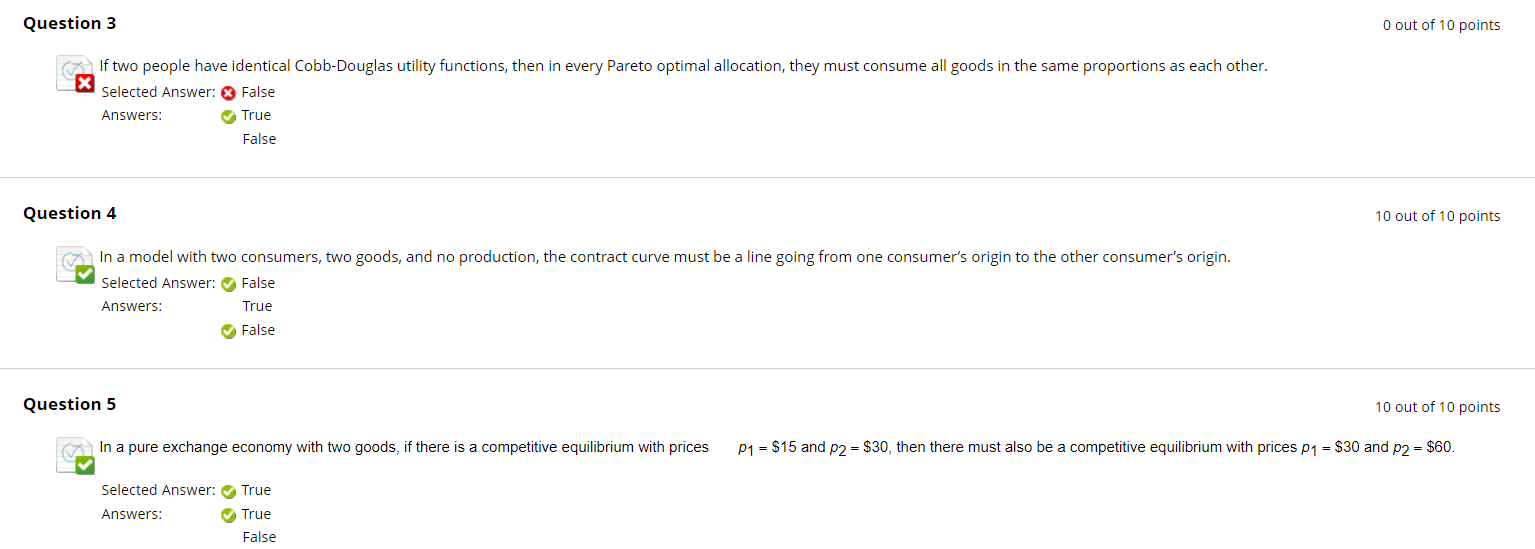 Question 3
0 out of 10 points
If two people have identical Cobb-Douglas utility functions, then in every Pareto optimal allocation, they must consume all goods in the same proportions as each other.
Selected Answer: False
Answers: True
False
Question 4
10 out of 10 points
In a model with two consumers, two goods, and no production, the contract curve must be a line going from one consumer’s origin to the other consumer’s origin.
Selected Answer: False
Answers: True
False
Question 5
10 out of 10 points
In a pure exchange economy with two goods, if there is a competitive equilibrium with prices p1 = $15 and p2 = $30, then there must also be a competitive equilibrium with prices p1 = $30 and p2 = $60.
Selected Answer: True
Answers: True
False